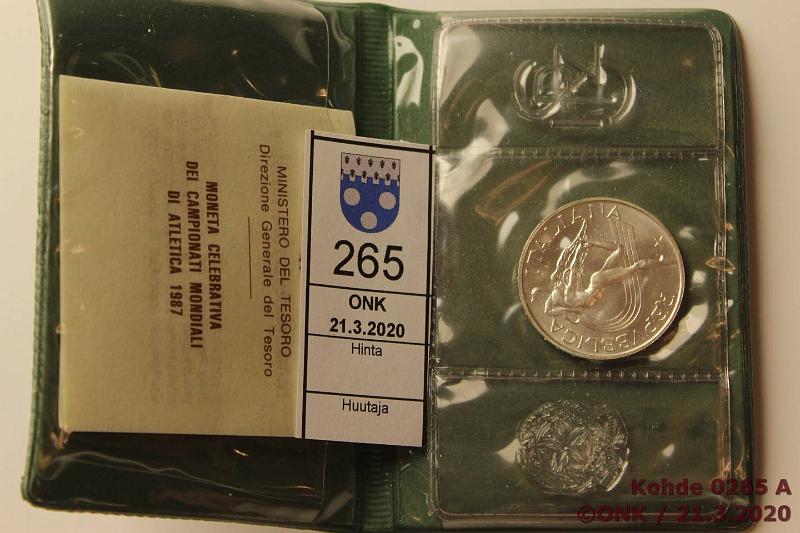 MINISTERO DEL TESORO
Direzione Generale del Tesoro
MONETA CELEBRATIVA
DEI CAMPIONATI MONDIALI
DI ATLETICA 1987
265
ONK
21.3.2020
Hinta
Huutaja
REPVBBLICA
ITALIANA
Kohde 0265 A
©ONK / 21.3.2020